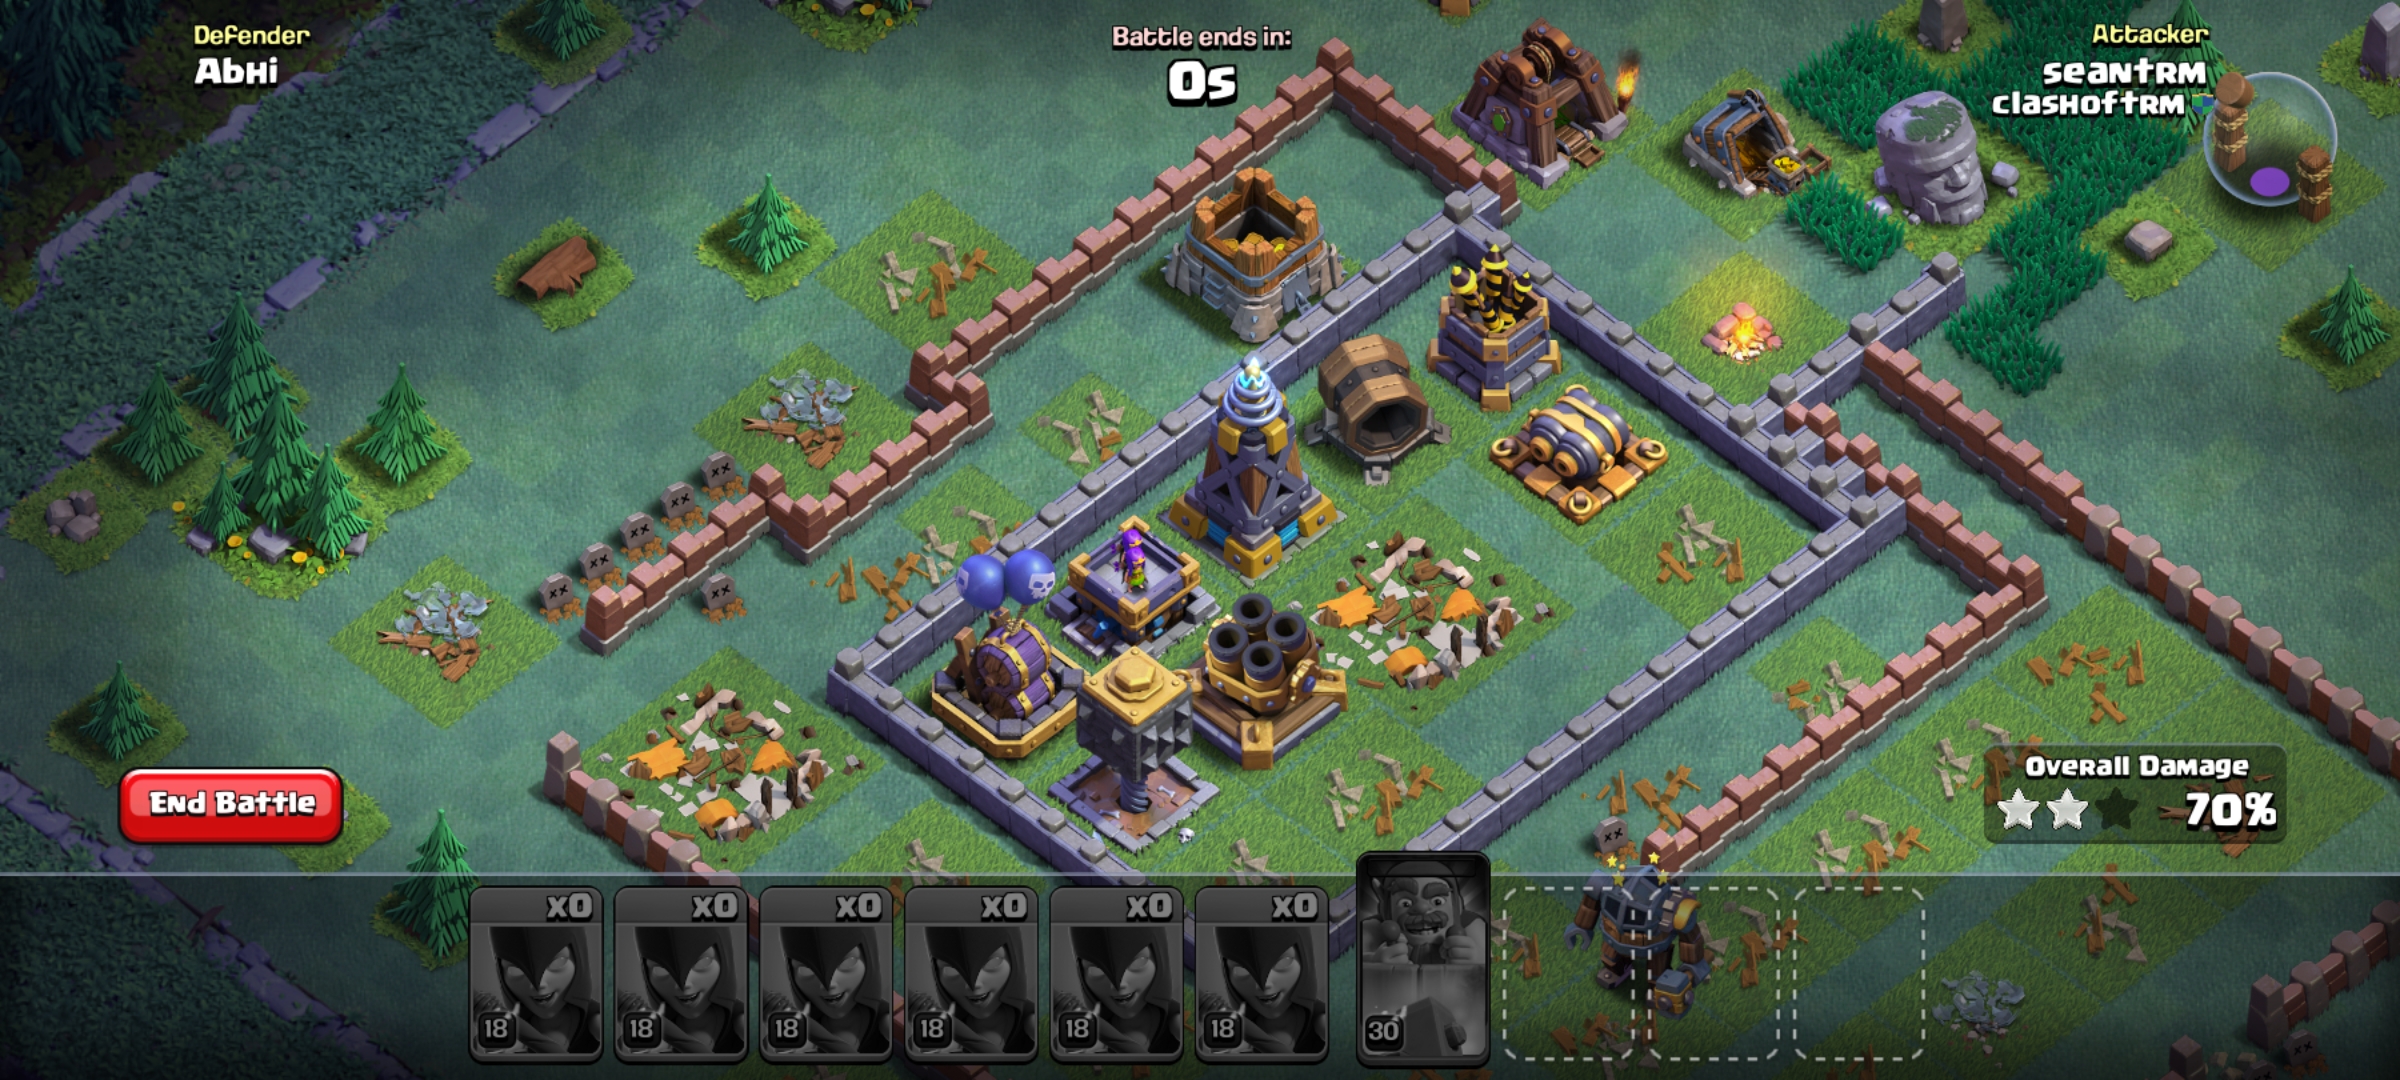 Defender
Abhi
Battle ends in:
0s
Attacker
seantRM
clashoftRM
End Battle
Overall Damage
70%
x0 x0 x0 x0 x0 x0
18 18 18 18 18 18 30